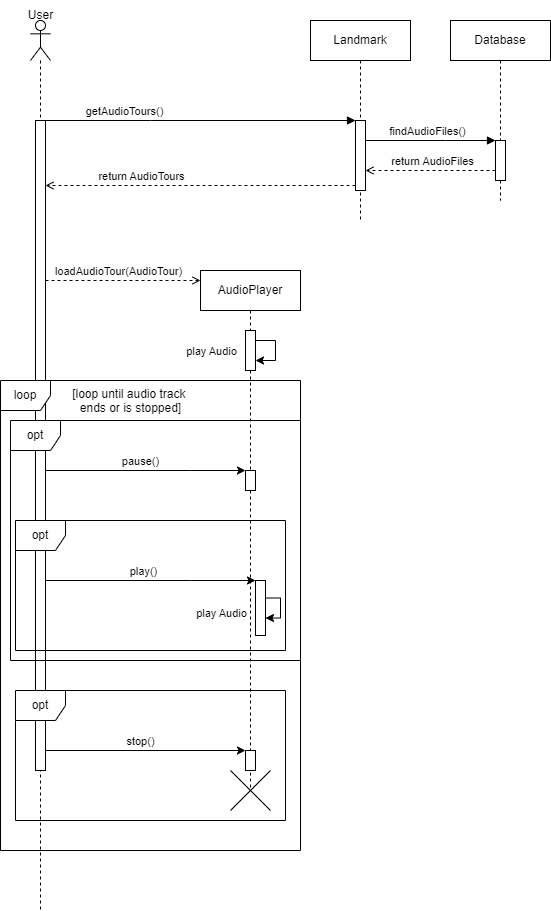 User
Landmark
Database
getAudioTours()
findAudioFiles()
return AudioFiles
return AudioTours
loadAudioTour(AudioTour)
AudioPlayer
play Audio
loop
[loop until audio track
ends or is stopped]
opt
pause()
opt
play()
play Audio
opt
stop()